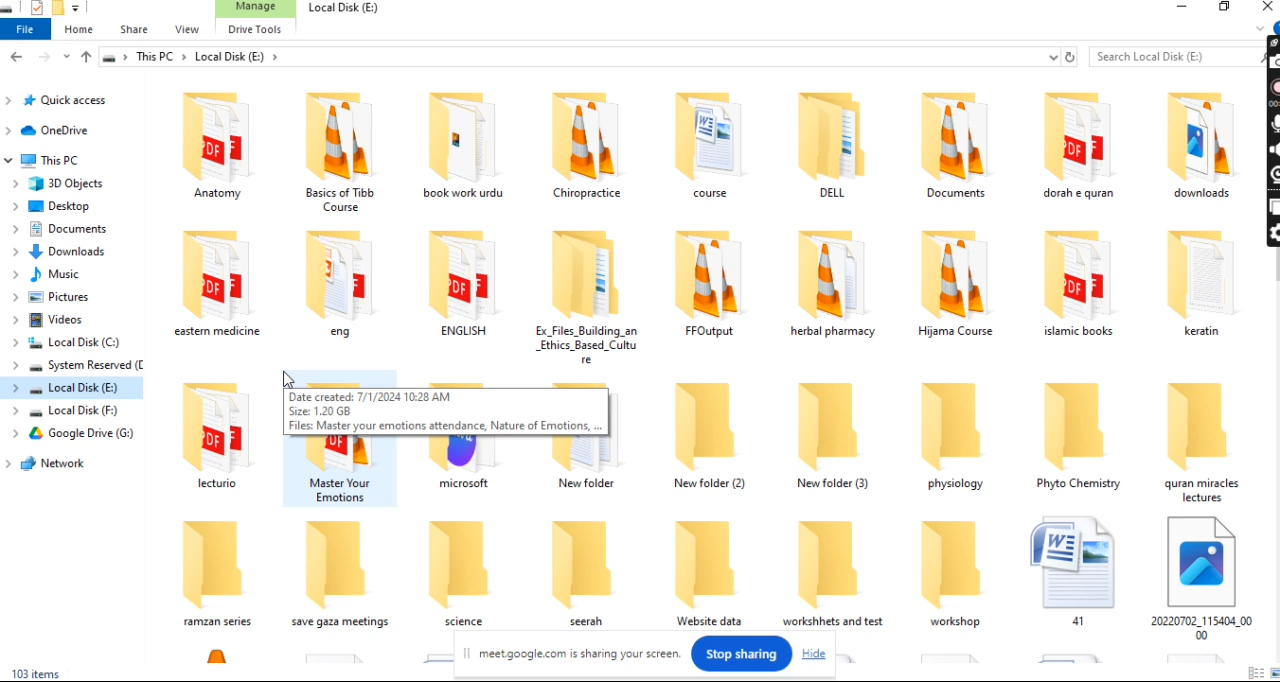 Manage Local Disk (E:)
File Home Share View Drive Tools
This PC Local Disk (E:) Search Local Disk (E:)
Quick access
OneDrive
This PC
3D Objects
Desktop
Documents
Downloads
Music
Pictures
Videos
Local Disk (C:)
System Reserved (D
Local Disk (E:)
Local Disk (F:)
Google Drive (G:)
Network
Anatomy
Basics of Tibb
Course
book work urdu
Chiropractice
course
DELL
Documents
dorah e quran
downloads
eastern medicine
eng
ENGLISH
Ex_Files_Building_an
_Ethics_Based_Cultu
re
FFOutput
herbal pharmacy
Hijama Course
islamic books
keratin
Date created: 7/1/2024 10:28 AM
Size: 1.20 GB
Files: Master your emotions attendance, Nature of Emotions, ...
lecturio
Master Your
Emotions
microsoft
New folder
New folder (2)
New folder (3)
physiology
Phyto Chemistry
quran miracles
lectures
ramzan series
save gaza meetings
science
seerah
Website data
workshhets and test
workshop
41
20220702_115404_00
00
meet.google.com is sharing your screen. Stop sharing Hide
103 items